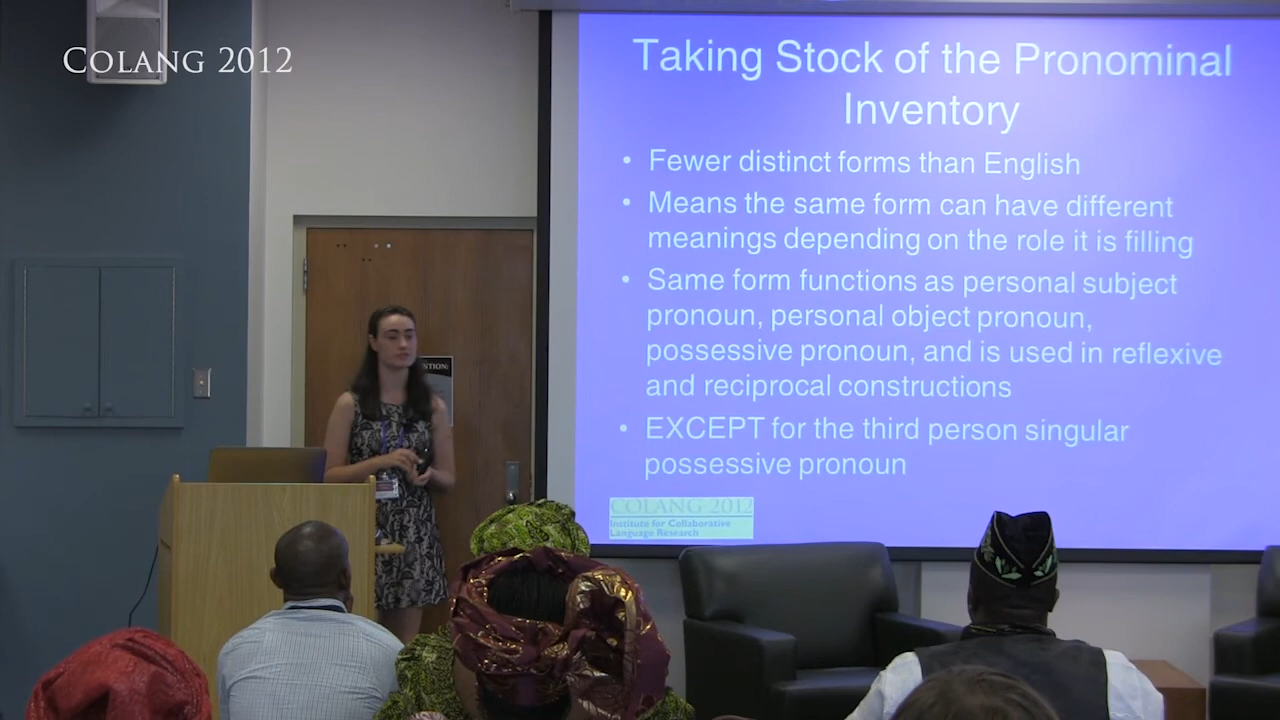 COLANG 2012
Taking Stock of the Pronominal
Inventory
• Fewer distinct forms than English
• Means the same form can have different
meanings depending on the role it is filling
• Same form functions as personal subject
pronoun, personal object pronoun,
possessive pronoun, and is used in reflexive
and reciprocal constructions
• EXCEPT for the third person singular
possessive pronoun
COLANG 2012
Institute for Collaborative
Language Research